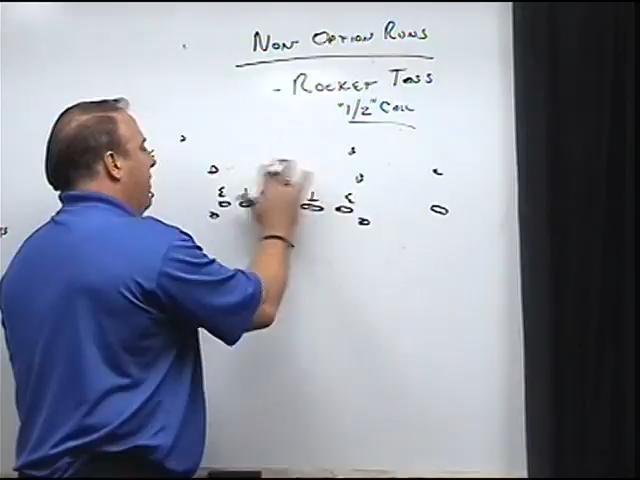 NON OPTION RUNS
- ROCKET TOSS
"1/2" CALL